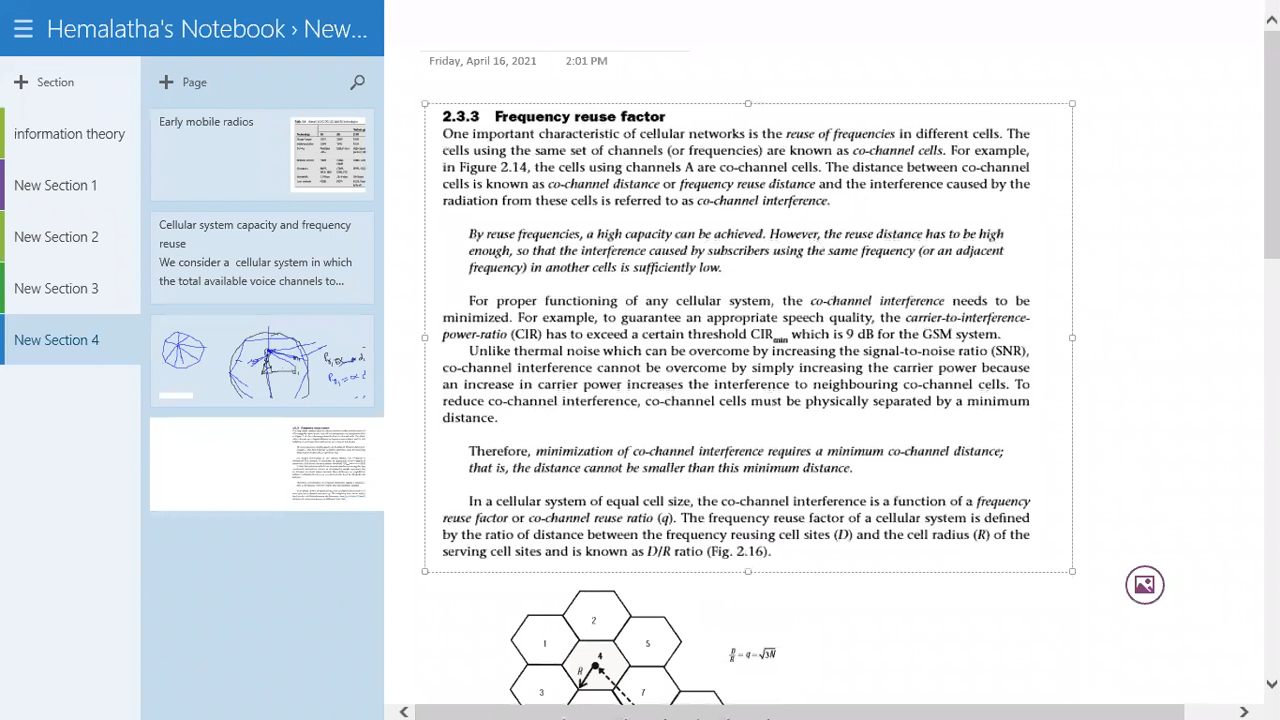 Hemalatha's Notebook › New...
Section
information theory
New Section 1
New Section 2
New Section 3
New Section 4
Page
Early mobile radios
Cellular system capacity and frequency
reuse
We consider a cellular system in which
the total available voice channels to...
Friday, April 16, 2021 2:01 PM
2.3.3 Frequency reuse factor
One important characteristic of cellular networks is the reuse of frequencies in different cells. The
cells using the same set of channels (or frequencies) are known as co-channel cells. For example,
in Figure 2.14, the cells using channels A are co-channel cells. The distance between co-channel
cells is known as co-channel distance or frequency reuse distance and the interference caused by the
radiation from these cells is referred to as co-channel interference.
By reuse frequencies, a high capacity can be achieved. However, the reuse distance has to be high
enough, so that the interference caused by subscribers using the same frequency (or an adjacent
frequency) in another cells is sufficiently low.
For proper functioning of any cellular system, the co-channel interference needs to be
minimized. For example, to guarantee an appropriate speech quality, the carrier-to-interference-
power-ratio (CIR) has to exceed a certain threshold CIRmin which is 9 dB for the GSM system.
Unlike thermal noise which can be overcome by increasing the signal-to-noise ratio (SNR),
co-channel interference cannot be overcome by simply increasing the carrier power because
an increase in carrier power increases the interference to neighbouring co-channel cells. To
reduce co-channel interference, co-channel cells must be physically separated by a minimum
distance.
Therefore, minimization of co-channel interference requires a minimum co-channel distance;
that is, the distance cannot be smaller than this minimum distance.
In a cellular system of equal cell size, the co-channel interference is a function of a frequency
reuse factor or co-channel reuse ratio (q). The frequency reuse factor of a cellular system is defined
by the ratio of distance between the frequency reusing cell sites (D) and the cell radius (R) of the
serving cell sites and is known as D/R ratio (Fig. 2.16).
2
1
5
4
R
3
7
D/R = q = √3N